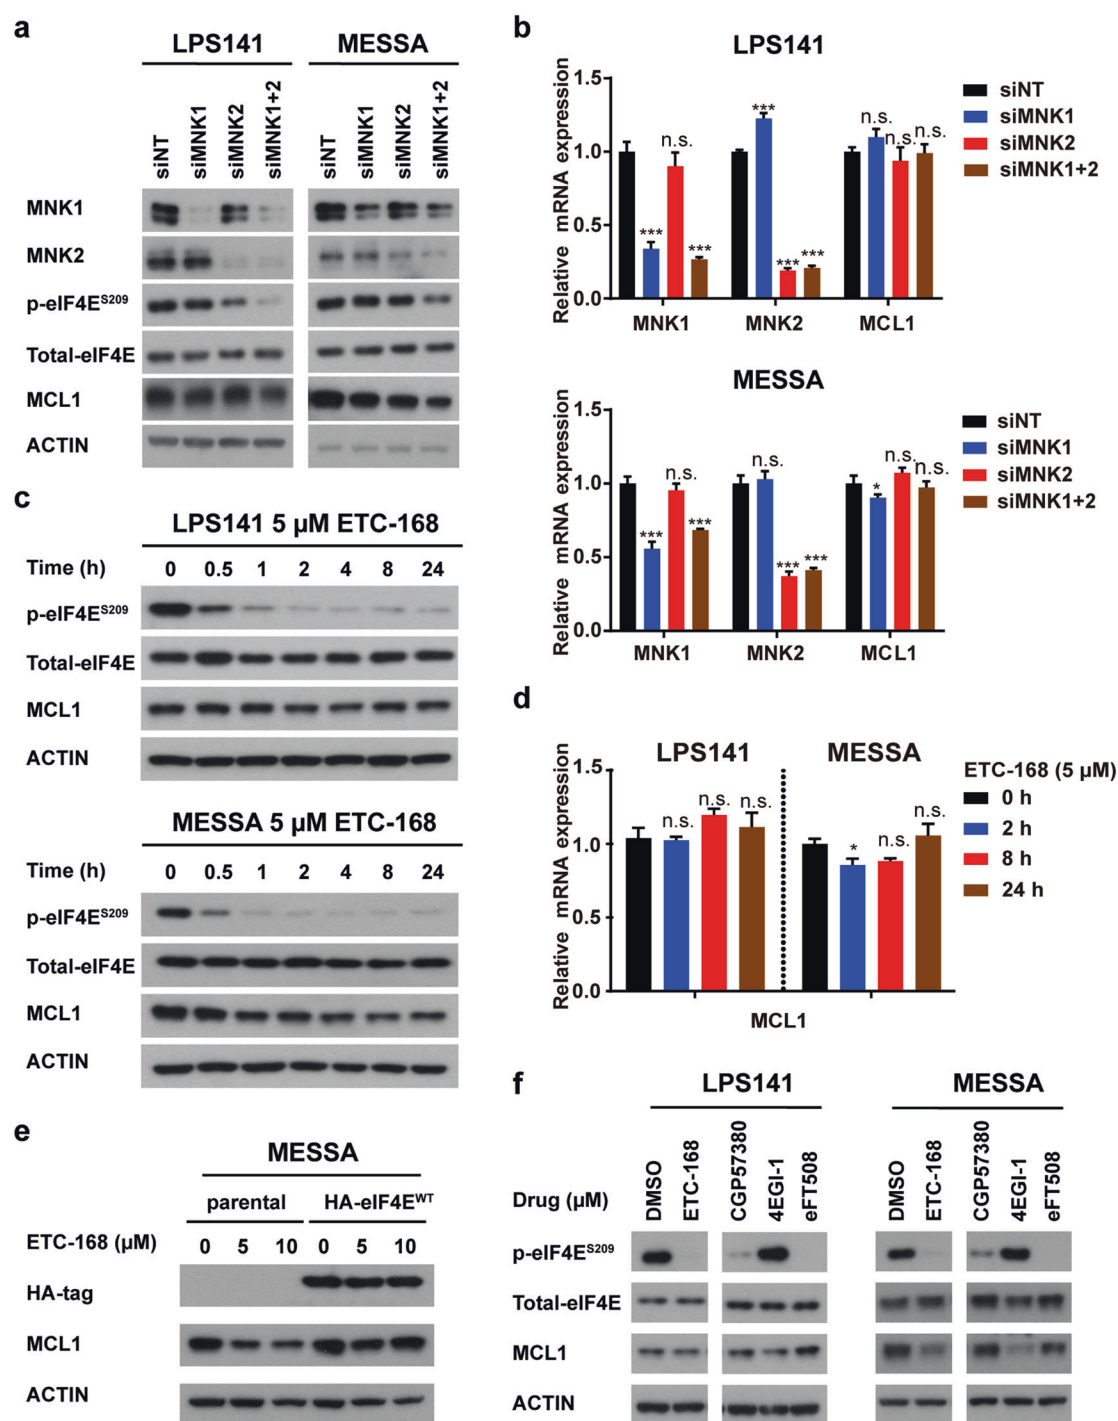 a
LPS141 MESSA
siNT siMNK1 siMNK2 siMNK1+2 siNT siMNK1 siMNK2 siMNK1+2
MNK1
MNK2
p-eIF4E^S209
Total-eIF4E
MCL1
ACTIN
b
LPS141
Relative mRNA expression
1.5
1.0
0.5
0.0
*** n.s. ***
*** *** ***
n.s. n.s. n.s.
MNK1 MNK2 MCL1
siNT
siMNK1
siMNK2
siMNK1+2
MESSA
Relative mRNA expression
1.5
1.0
0.5
0.0
*** n.s. ***
n.s. *** ***
* n.s. n.s.
MNK1 MNK2 MCL1
siNT
siMNK1
siMNK2
siMNK1+2
c
LPS141 5 µM ETC-168
Time (h) 0 0.5 1 2 4 8 24
p-eIF4E^S209
Total-eIF4E
MCL1
ACTIN
MESSA 5 µM ETC-168
Time (h) 0 0.5 1 2 4 8 24
p-eIF4E^S209
Total-eIF4E
MCL1
ACTIN
d
LPS141 MESSA
Relative mRNA expression
1.5
1.0
0.5
0.0
n.s. n.s. n.s. * n.s. n.s.
MCL1
ETC-168 (5 µM)
0 h
2 h
8 h
24 h
e
MESSA
parental HA-eIF4E^WT
ETC-168 (µM) 0 5 10 0 5 10
HA-tag
MCL1
ACTIN
f
LPS141 MESSA
Drug (µM) DMSO ETC-168 CGP57380 4EGI-1 eFT508 DMSO ETC-168 CGP57380 4EGI-1 eFT508
p-eIF4E^S209
Total-eIF4E
MCL1
ACTIN